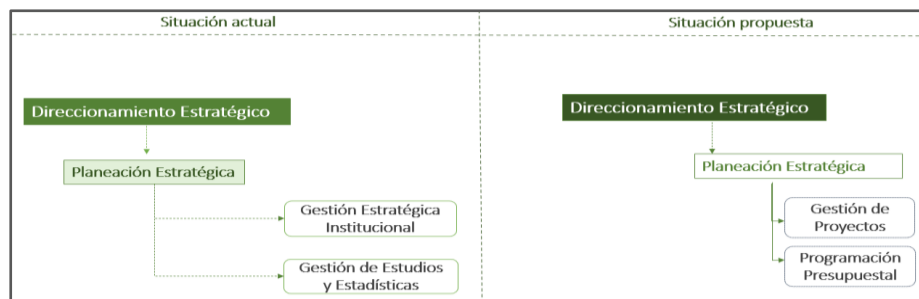 Situación actual
Direccionamiento Estratégico
Planeación Estratégica
Gestión Estratégica
Institucional
Gestión de Estudios
y Estadísticas
Situación propuesta
Direccionamiento Estratégico
Planeación Estratégica
Gestión de
Proyectos
Programación
Presupuestal